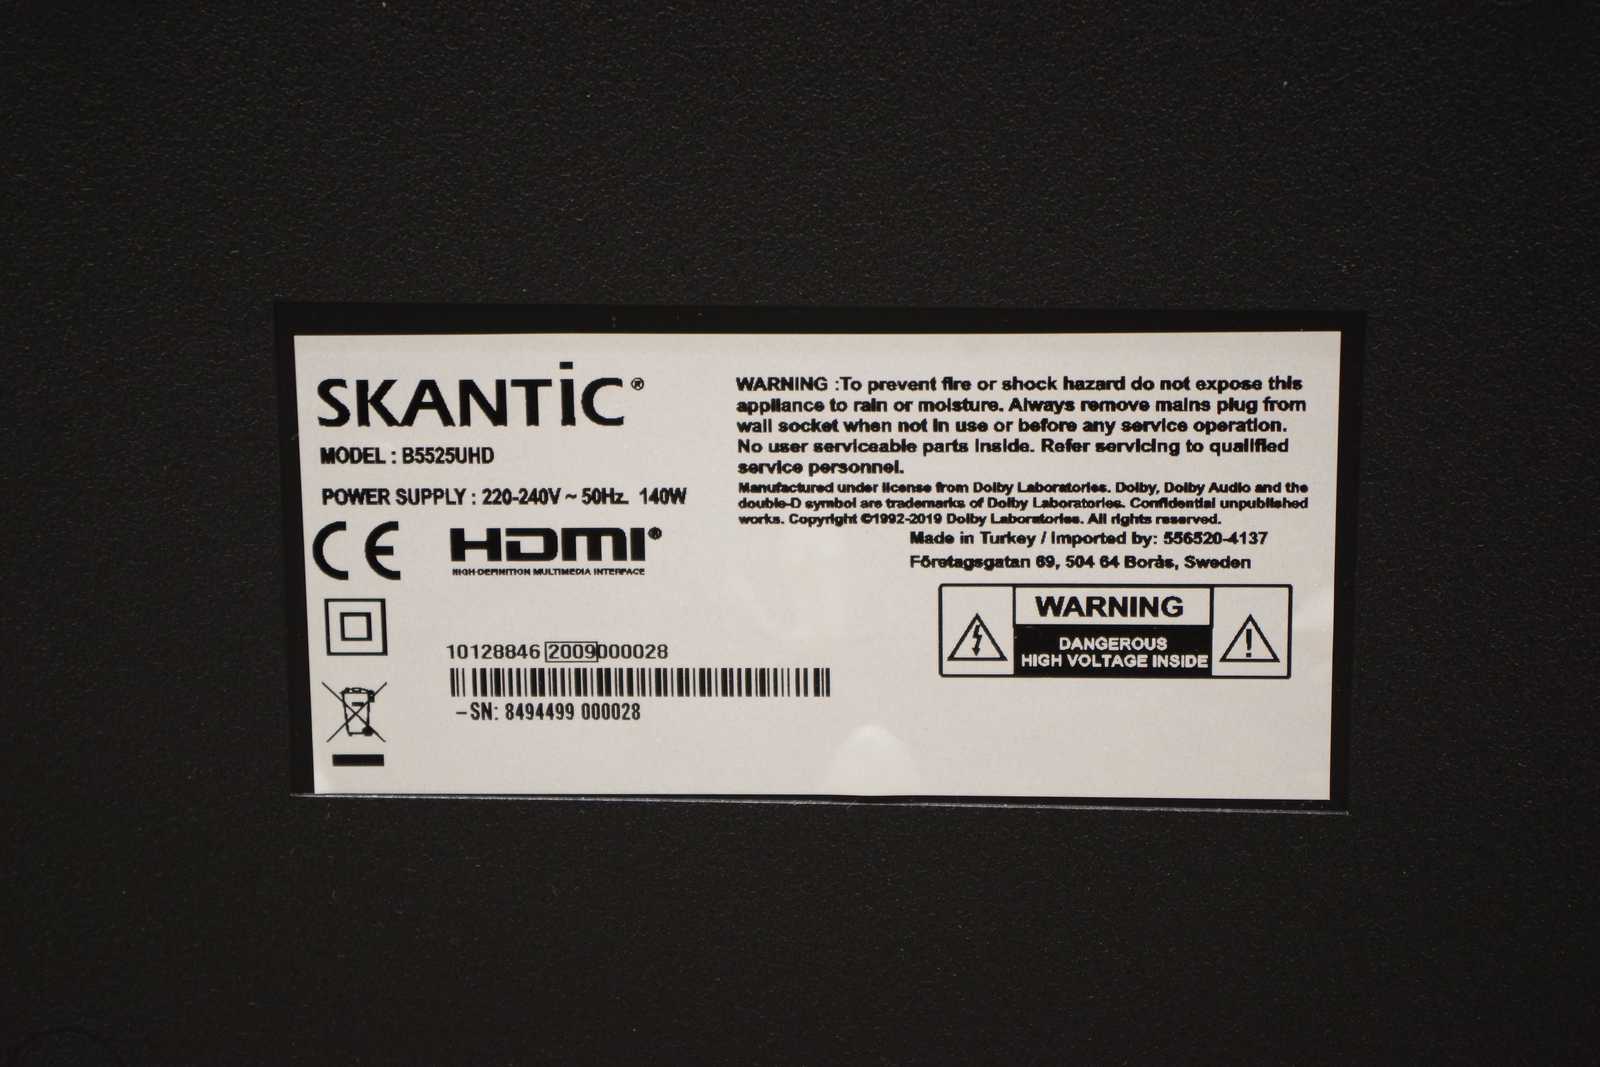 SKANTiC®
MODEL : B5525UHD
POWER SUPPLY : 220-240V ~ 50Hz. 140W
CE HDMI®
HIGH-DEFINITION MULTIMEDIA INTERFACE
10128846 2009000028
-SN: 8494499 000028
WARNING :To prevent fire or shock hazard do not expose this
appliance to rain or moisture. Always remove mains plug from
wall socket when not in use or before any service operation.
No user serviceable parts inside. Refer servicing to qualified
service personnel.
Manufactured under license from Dolby Laboratories. Dolby, Dolby Audio and the
double-D symbol are trademarks of Dolby Laboratories. Confidential unpublished
works. Copyright ©1992-2019 Dolby Laboratories. All rights reserved.
Made in Turkey / Imported by: 556520-4137
Företagsgatan 69, 504 64 Borås, Sweden
WARNING
DANGEROUS
HIGH VOLTAGE INSIDE